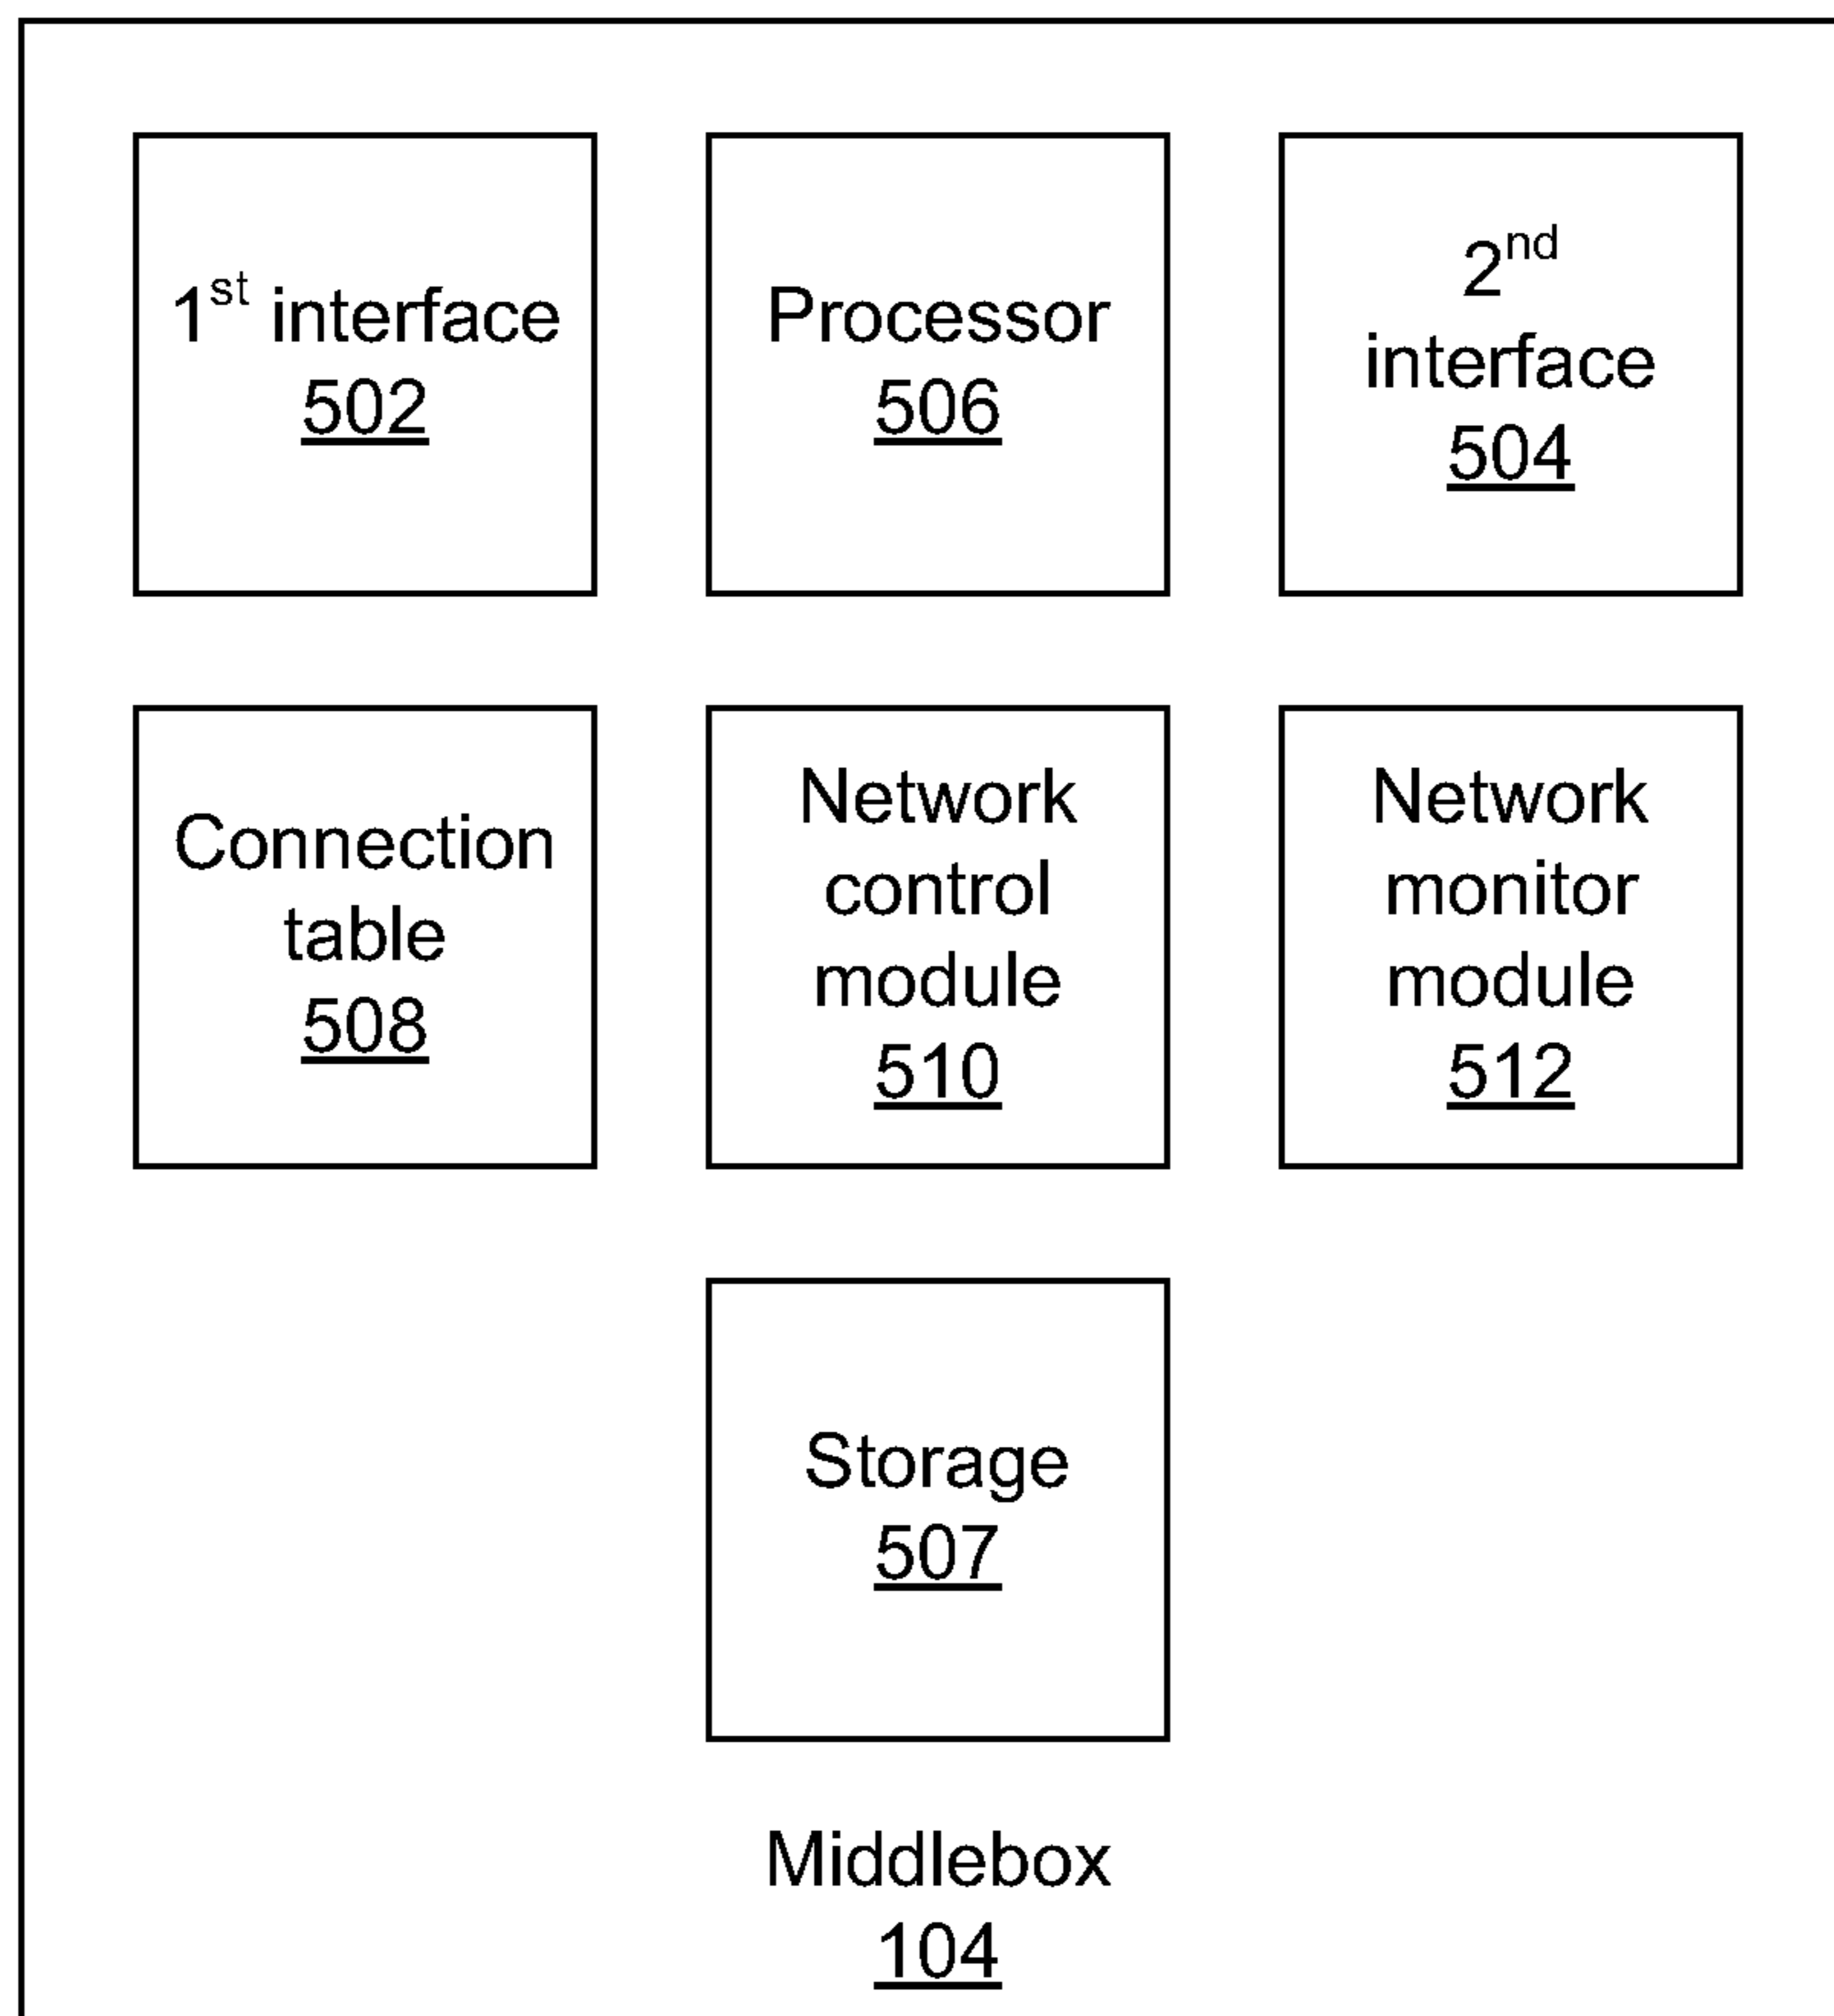 1st interface
502
Processor
506
2nd
interface
504
Connection
table
508
Network
control
module
510
Network
monitor
module
512
Storage
507
Middlebox
104